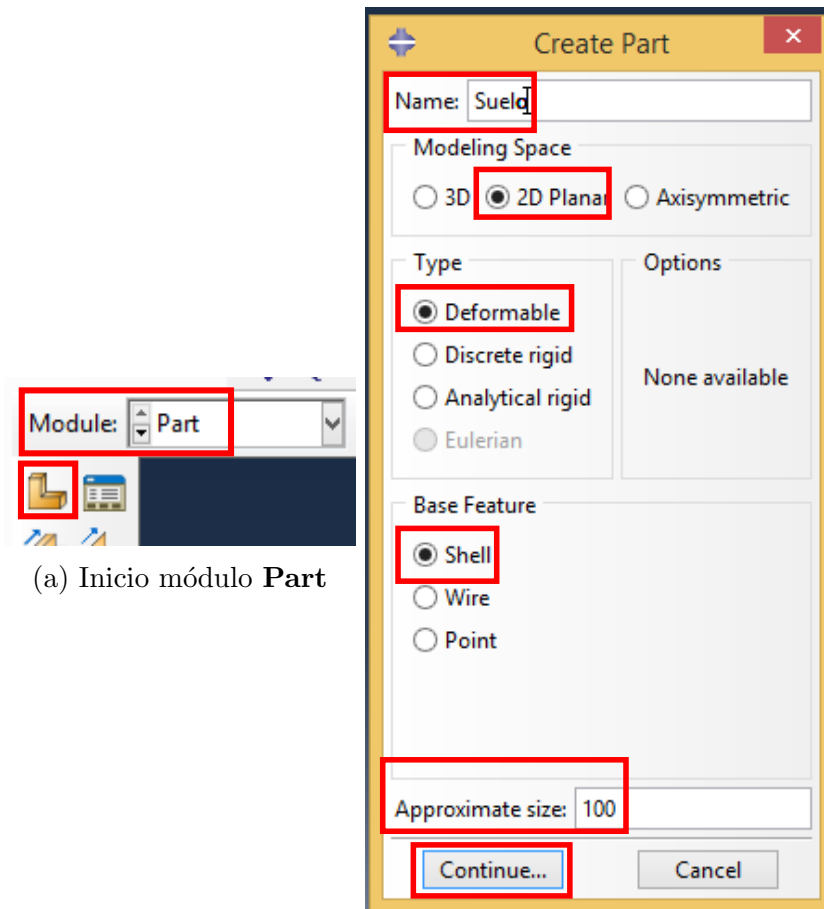 Module: Part
(a) Inicio módulo Part
Create Part
Name: Suelo
Modeling Space
3D 2D Planar Axisymmetric
Type
Deformable
Discrete rigid
Analytical rigid
Eulerian
Options
None available
Base Feature
Shell
Wire
Point
Approximate size: 100
Continue... Cancel